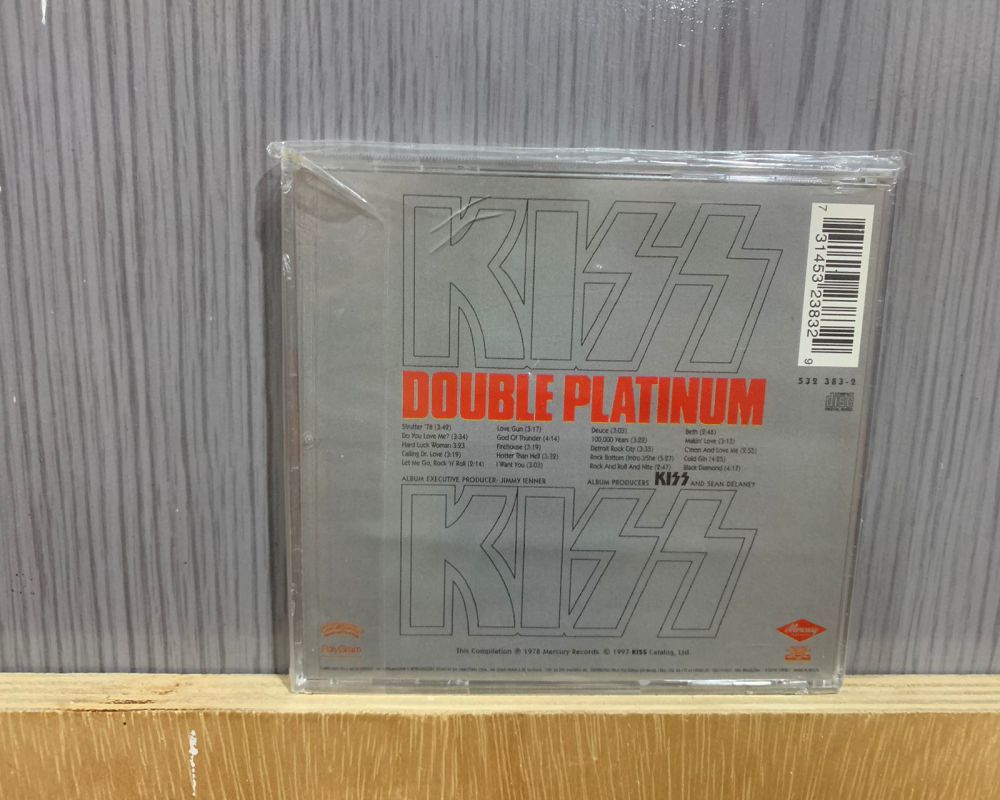 KISS
7 31453 23832 9
532 383-2
DOUBLE PLATINUM
disc
Strutter '78 (3:42)
Do You Love Me? (3:34)
Hard Luck Woman 3:23
Calling Dr. Love (3:19)
Let Me Go, Rock 'N' Roll (2:14)
Love Gun (3:17)
God Of Thunder (4:14)
Firehouse (3:19)
Hotter Than Hell (3:32)
I Want You (3:03)
Deuce (3:02)
100,000 Years (3:22)
Detroit Rock City (3:35)
Rock Bottom (Intro.)/She (5:27)
Rock And Roll And Nite (2:47)
Beth (2:48)
Makin' Love (3:12)
C'mon And Love Me (2:52)
Cold Gin (4:25)
Black Diamond (4:17)
ALBUM EXECUTIVE PRODUCER: JIMMY IENNER
ALBUM PRODUCERS KISS AND SEAN DELANEY
KISS
Mercury
PolyGram
This Compilation ℗ 1978 Mercury Records. © 1997 KISS Catalog, Ltd.